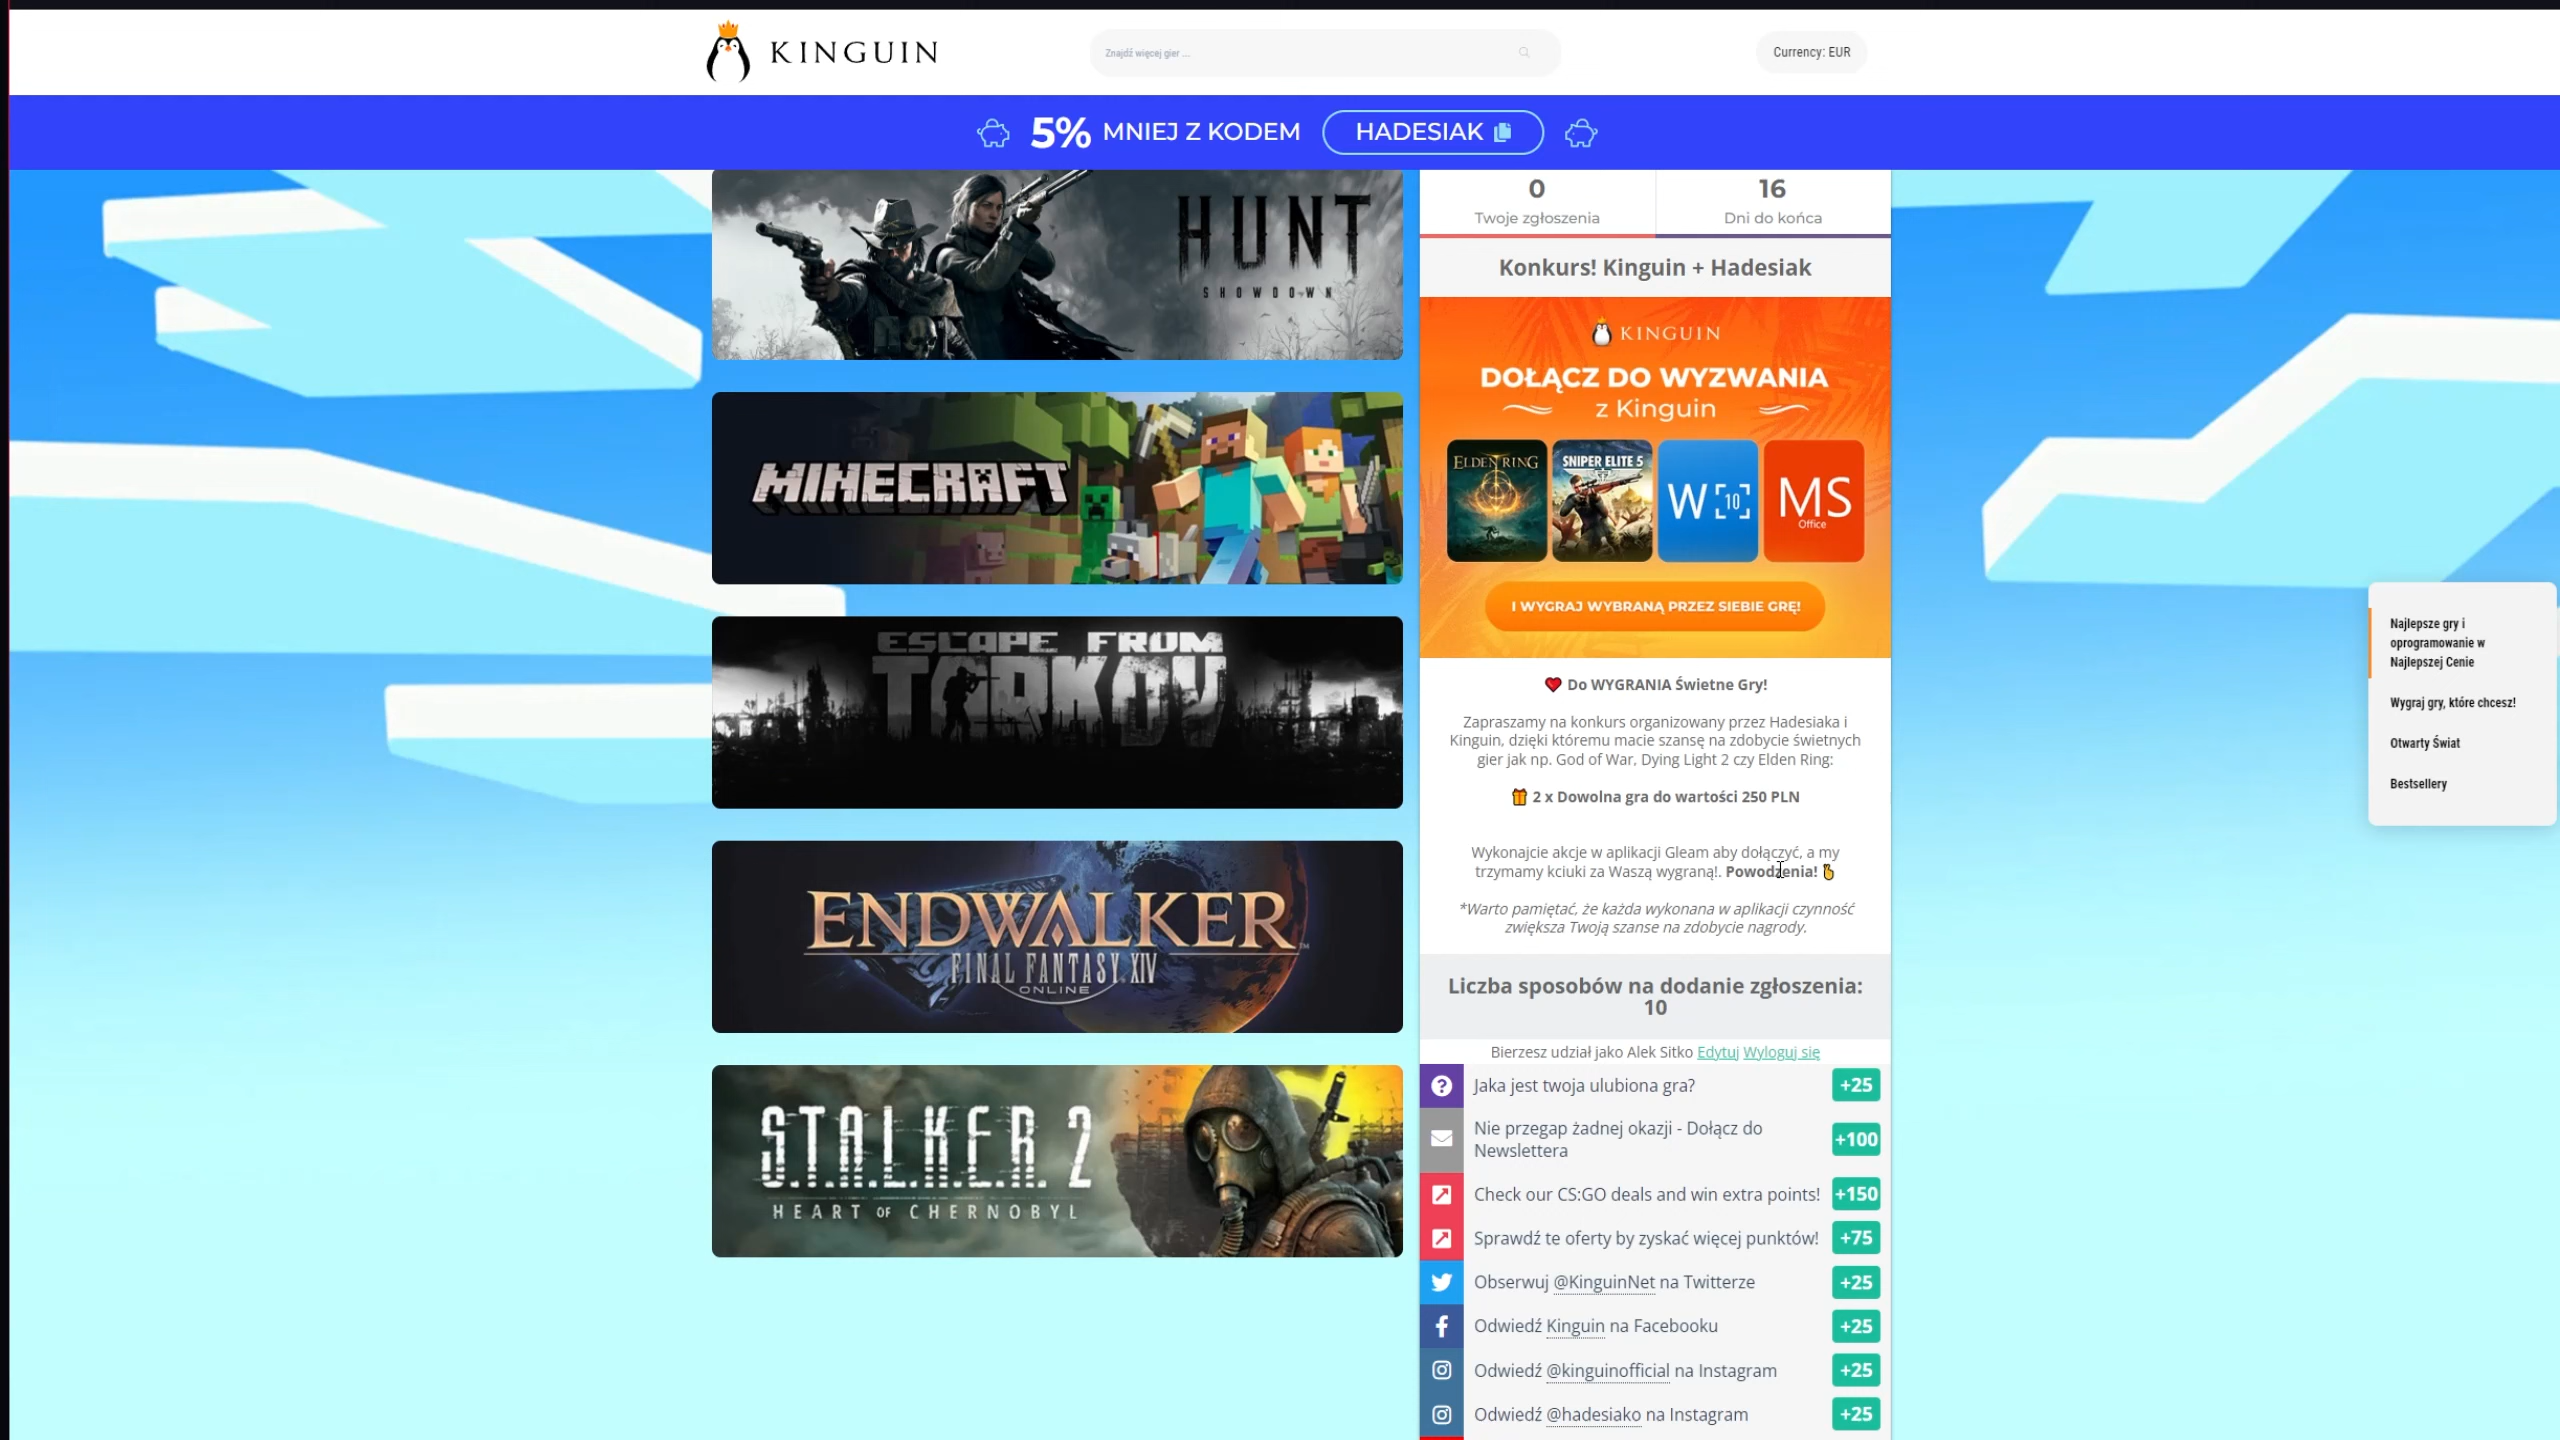 KINGUIN
Znajdź więcej gier ...
Currency: EUR
5% MNIEJ Z KODEM HADESIAK
HUNT
SHOWDOWN
MINECRAFT
ESCAPE FROM
TARKOV
ENDWALKER™
FINAL FANTASY XIV
ONLINE
S.T.A.L.K.E.R. 2
HEART OF CHERNOBYL
0
Twoje zgłoszenia
16
Dni do końca
Konkurs! Kinguin + Hadesiak
KINGUIN
DOŁĄCZ DO WYZWANIA
z Kinguin
ELDEN RING
SNIPER ELITE 5
W 10
MS
Office
I WYGRAJ WYBRANĄ PRZEZ SIEBIE GRĘ!
❤️ Do WYGRANIA Świetne Gry!
Zapraszamy na konkurs organizowany przez Hadesiaka i
Kinguin, dzięki któremu macie szansę na zdobycie świetnych
gier jak np. God of War, Dying Light 2 czy Elden Ring:
🎁 2 x Dowolna gra do wartości 250 PLN
Wykonajcie akcje w aplikacji Gleam aby dołączyć, a my
trzymamy kciuki za Waszą wygraną!. Powodzenia! 🤞
*Warto pamiętać, że każda wykonana w aplikacji czynność
zwiększa Twoją szanse na zdobycie nagrody.
Liczba sposobów na dodanie zgłoszenia:
10
Bierzesz udział jako Alek Sitko Edytuj Wyloguj się
Jaka jest twoja ulubiona gra? +25
Nie przegap żadnej okazji - Dołącz do
Newslettera +100
Check our CS:GO deals and win extra points! +150
Sprawdź te oferty by zyskać więcej punktów! +75
Obserwuj @KinguinNet na Twitterze +25
Odwiedź Kinguin na Facebooku +25
Odwiedź @kinguinofficial na Instagram +25
Odwiedź @hadesiako na Instagram +25
Najlepsze gry i
oprogramowanie w
Najlepszej Cenie
Wygraj gry, które chcesz!
Otwarty Świat
Bestsellery